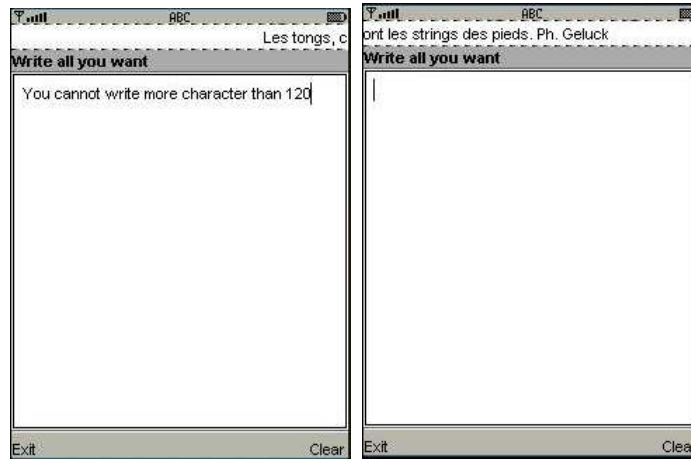 ABC
Les tongs, c
Write all you want
You cannot write more character than 120
Exit Clear
ABC
ont les strings des pieds. Ph. Geluck
Write all you want
Exit Clea